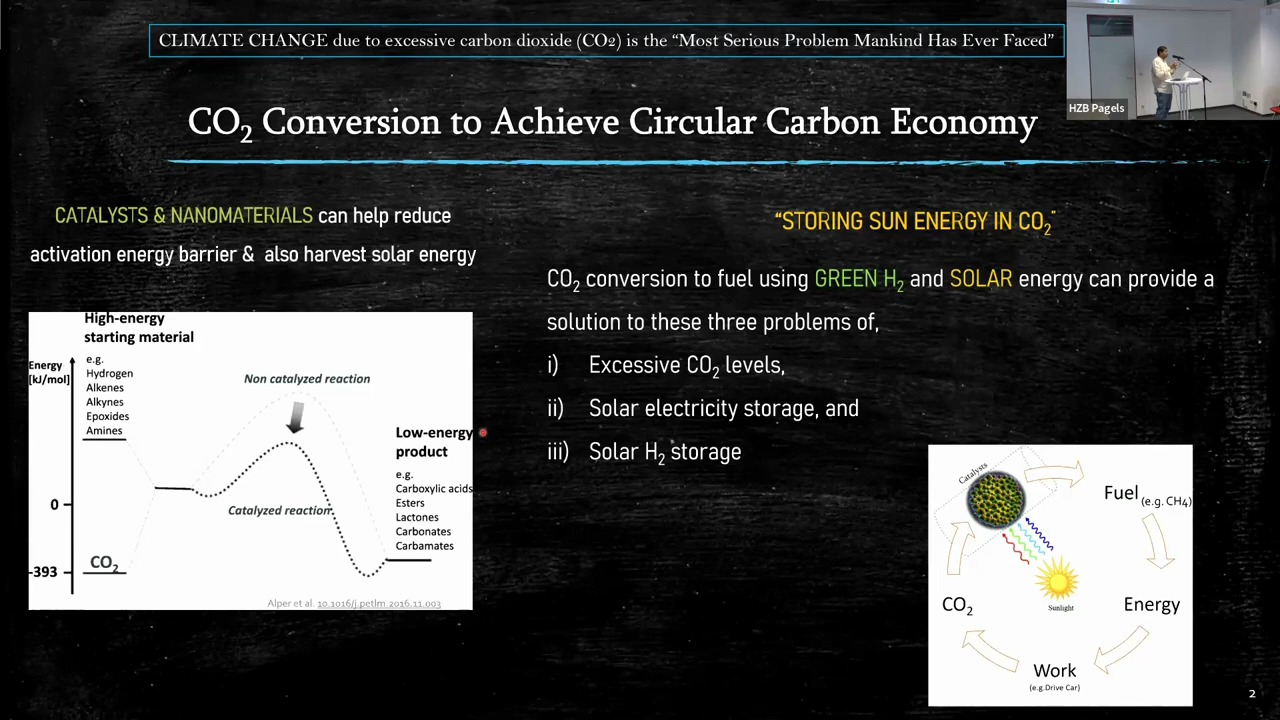 CLIMATE CHANGE due to excessive carbon dioxide (CO2) is the “Most Serious Problem Mankind Has Ever Faced”
HZB Pagels
CO₂ Conversion to Achieve Circular Carbon Economy
CATALYSTS & NANOMATERIALS can help reduce
activation energy barrier & also harvest solar energy
High-energy
starting material
Energy
[kJ/mol]
e.g.
Hydrogen
Alkenes
Alkynes
Epoxides
Amines
Non catalyzed reaction
Low-energy
product
e.g.
Carboxylic acids
Esters
Lactones
Carbonates
Carbamates
0
Catalyzed reaction
CO₂
-393
Alper et al. 10.1016/j.petlm.2016.11.003
“STORING SUN ENERGY IN CO₂”
CO₂ conversion to fuel using GREEN H₂ and SOLAR energy can provide a
solution to these three problems of,
i) Excessive CO₂ levels,
ii) Solar electricity storage, and
iii) Solar H₂ storage
Catalysts
Fuel (e.g. CH₄)
Sunlight
CO₂
Energy
Work
(e.g.Drive Car)
2